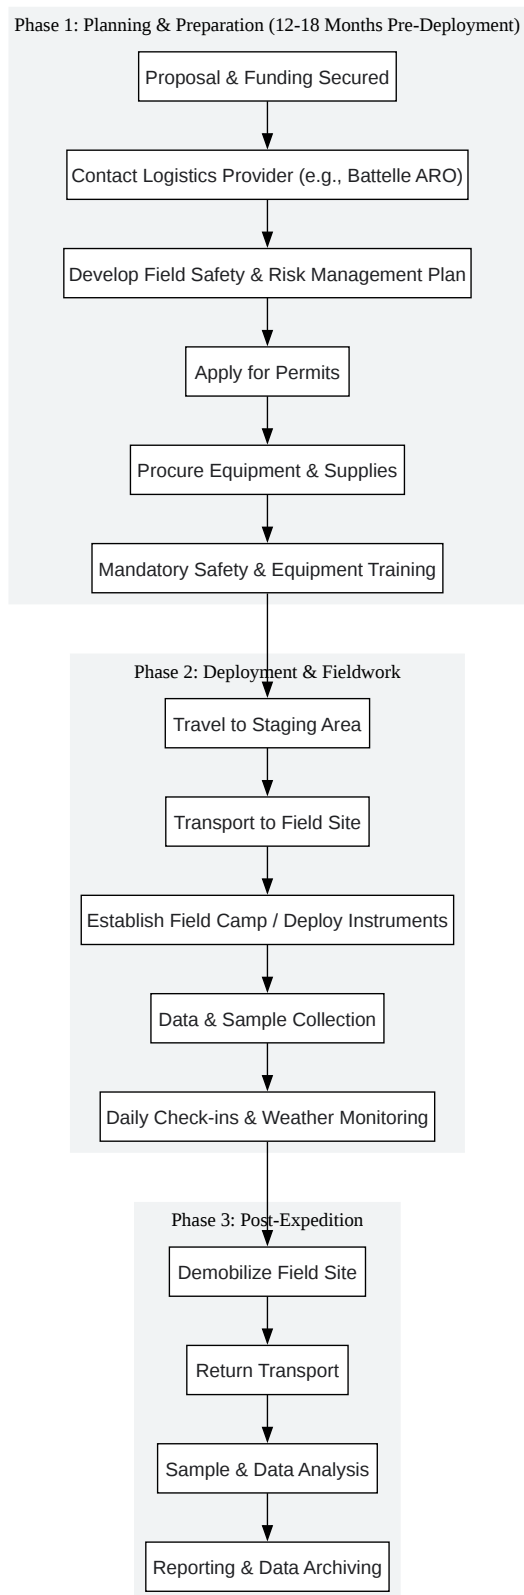 Phase 1: Planning & Preparation (12-18 Months Pre-Deployment)
Proposal & Funding Secured
Contact Logistics Provider (e.g., Battelle ARO)
Develop Field Safety & Risk Management Plan
Apply for Permits
Procure Equipment & Supplies
Mandatory Safety & Equipment Training
Phase 2: Deployment & Fieldwork
Travel to Staging Area
Transport to Field Site
Establish Field Camp / Deploy Instruments
Data & Sample Collection
Daily Check-ins & Weather Monitoring
Phase 3: Post-Expedition
Demobilize Field Site
Return Transport
Sample & Data Analysis
Reporting & Data Archiving